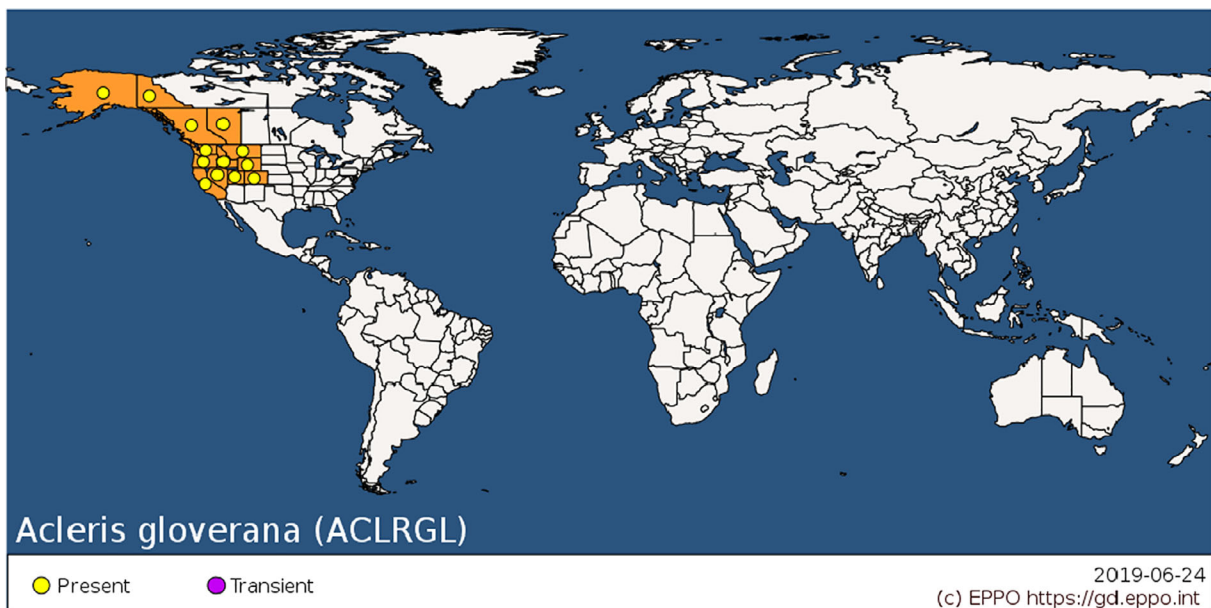 Acleris gloverana (ACLRGL)
Present
Transient
2019-06-24
(c) EPPO https://gd.eppo.int